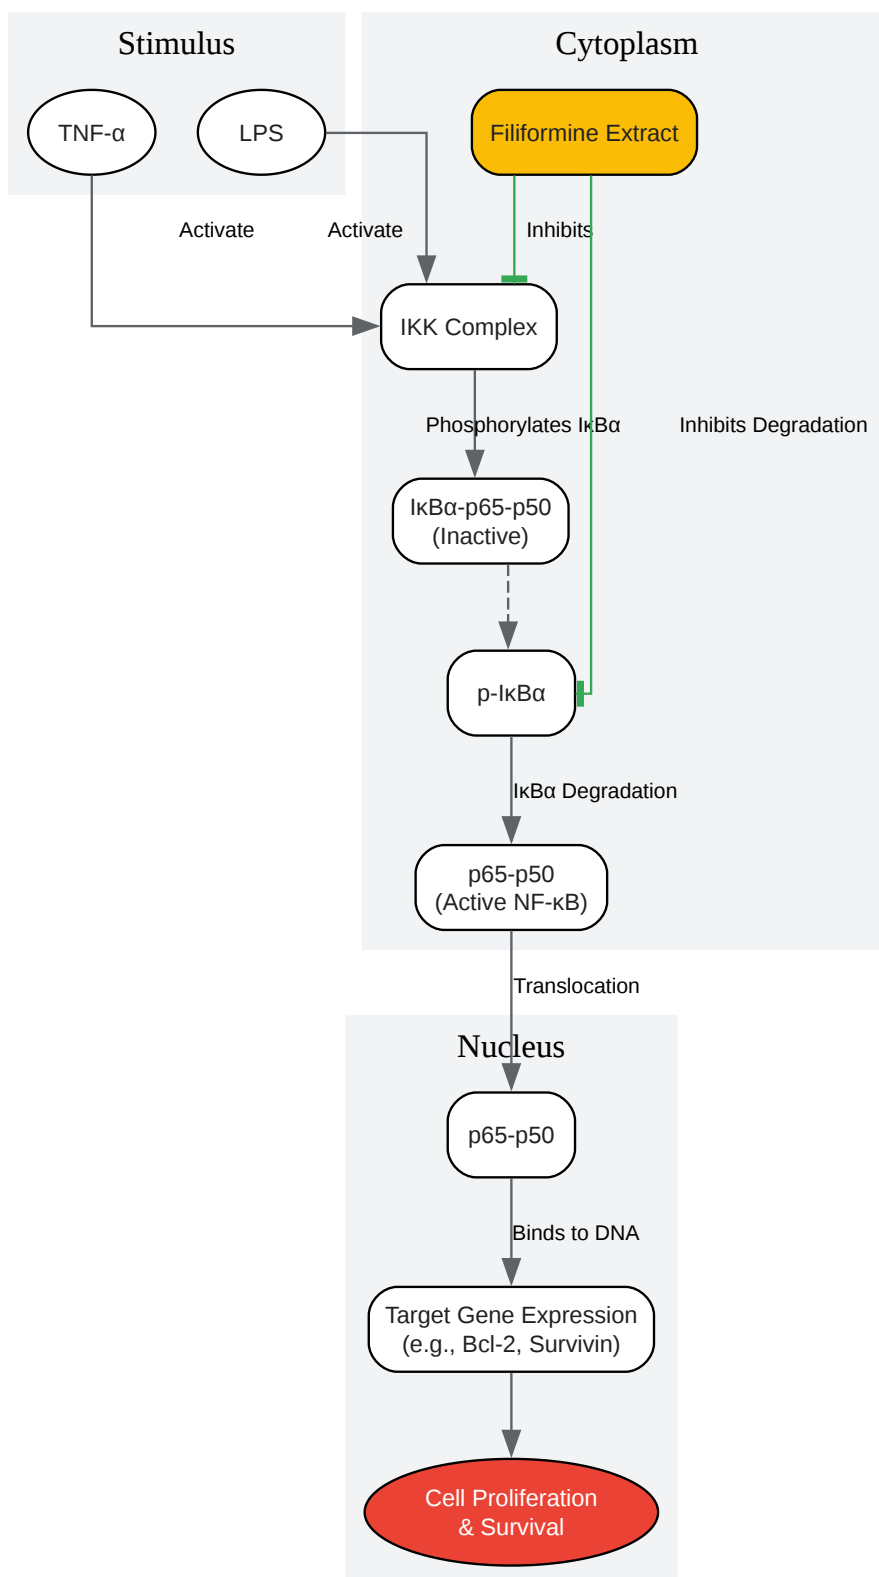 Stimulus
Cytoplasm
TNF-α
LPS
Filiformine Extract
Activate
Activate
Inhibits
IKK Complex
Phosphorylates IκBα
Inhibits Degradation
IκBα-p65-p50
(Inactive)
p-IκBα
IκBα Degradation
p65-p50
(Active NF-κB)
Translocation
Nucleus
p65-p50
Binds to DNA
Target Gene Expression
(e.g., Bcl-2, Survivin)
Cell Proliferation
& Survival